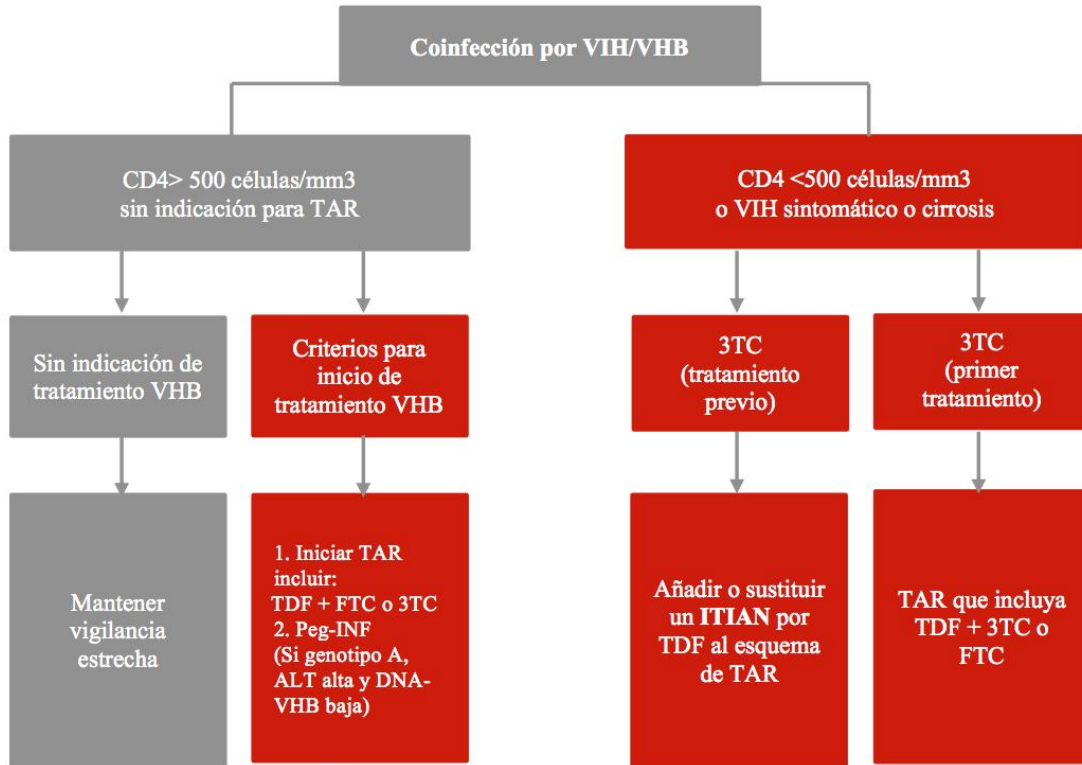 Coinfección por VIH/VHB
CD4> 500 células/mm3
sin indicación para TAR
CD4 <500 células/mm3
o VIH sintomático o cirrosis
Sin indicación de
tratamiento VHB
Criterios para
inicio de
tratamiento VHB
3TC
(tratamiento
previo)
3TC
(primer
tratamiento)
Mantener
vigilancia
estrecha
1. Iniciar TAR
incluir:
TDF + FTC o 3TC
2. Peg-INF
(Si genotipo A,
ALT alta y DNA-
VHB baja)
Añadir o sustituir
un ITIAN por
TDF al esquema
de TAR
TAR que incluya
TDF + 3TC o
FTC